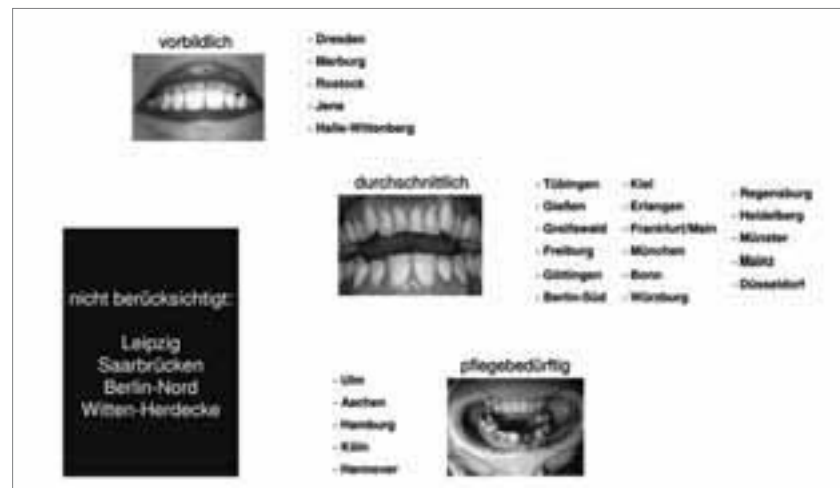 vorbildlich
- Dresden
- Marburg
- Rostock
- Jena
- Halle-Wittenberg
durchschnittlich
- Tübingen
- Gießen
- Greifswald
- Freiburg
- Göttingen
- Berlin-Süd
- Kiel
- Erlangen
- Frankfurt/Main
- München
- Bonn
- Würzburg
- Regensburg
- Heidelberg
- Münster
- Mainz
- Düsseldorf
nicht berücksichtigt:
Leipzig
Saarbrücken
Berlin-Nord
Witten-Herdecke
pflegebedürftig
- Ulm
- Aachen
- Hamburg
- Köln
- Hannover